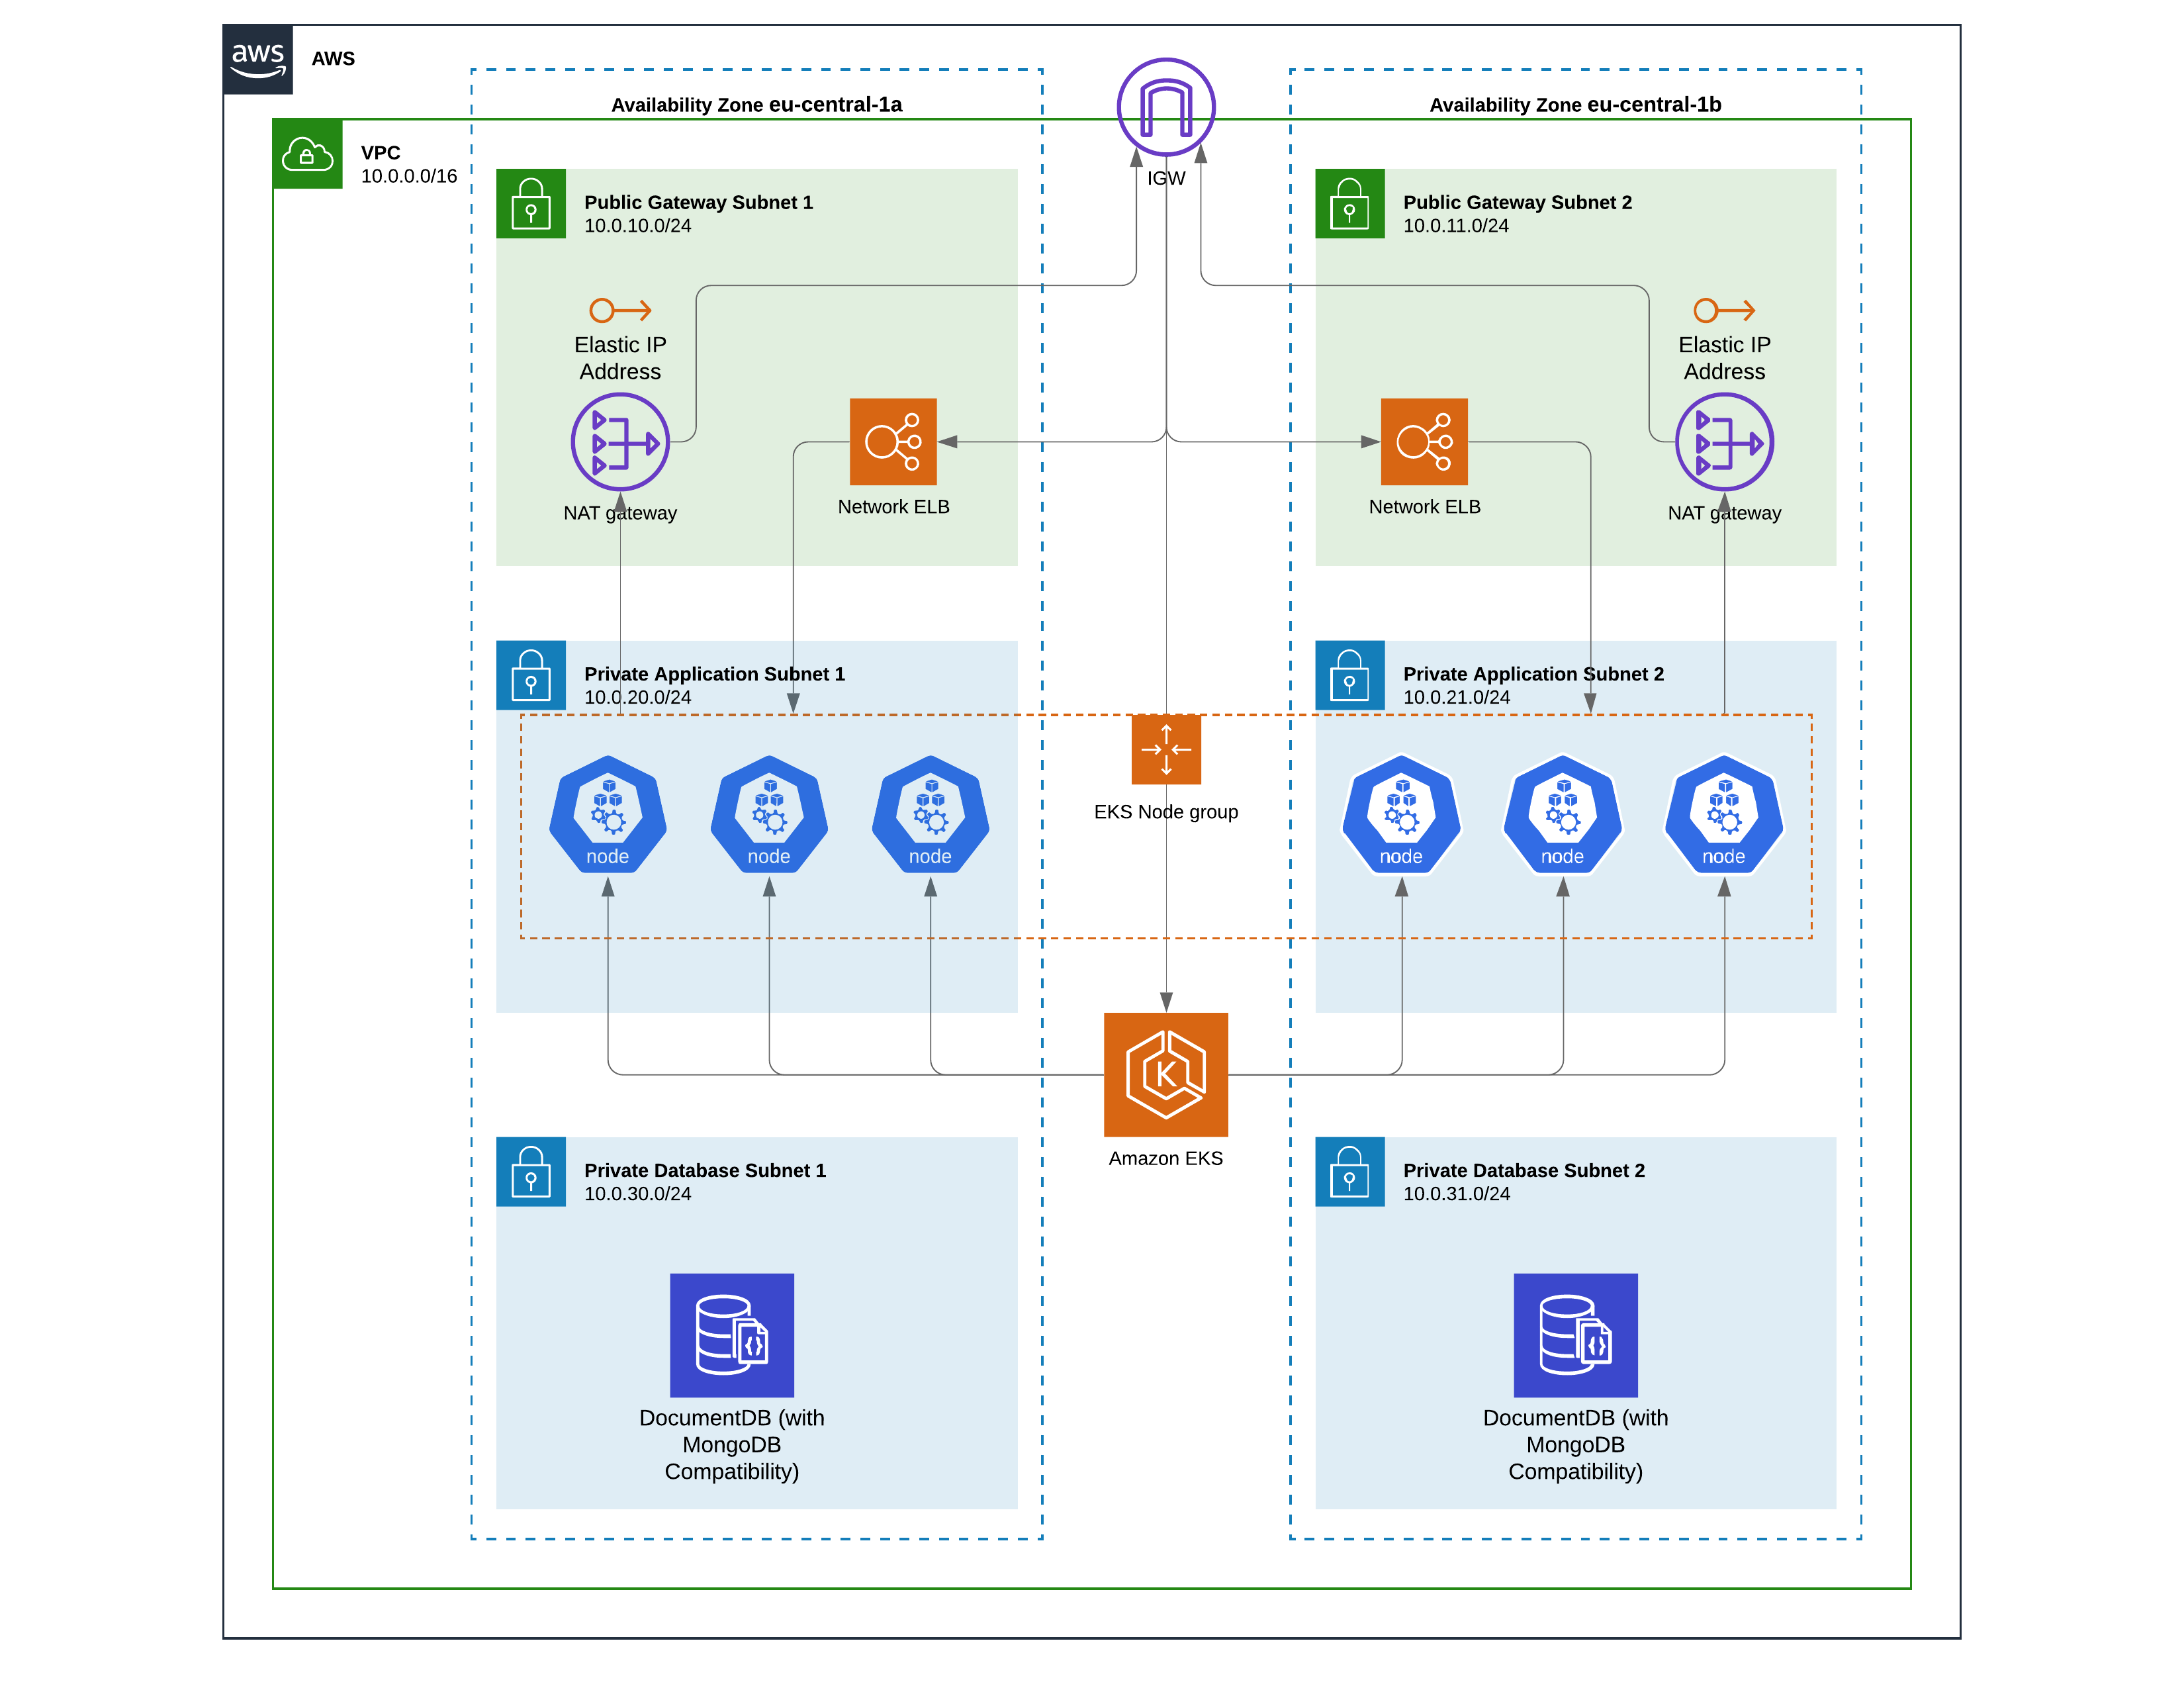 aws
AWS
Availability Zone eu-central-1a
Availability Zone eu-central-1b
VPC
10.0.0.0/16
IGW
Public Gateway Subnet 1
10.0.10.0/24
Public Gateway Subnet 2
10.0.11.0/24
Elastic IP
Address
Elastic IP
Address
NAT gateway
Network ELB
Network ELB
NAT gateway
Private Application Subnet 1
10.0.20.0/24
Private Application Subnet 2
10.0.21.0/24
EKS Node group
node
node
node
node
node
node
K
Amazon EKS
Private Database Subnet 1
10.0.30.0/24
Private Database Subnet 2
10.0.31.0/24
{}
{}
DocumentDB (with
MongoDB
Compatibility)
DocumentDB (with
MongoDB
Compatibility)